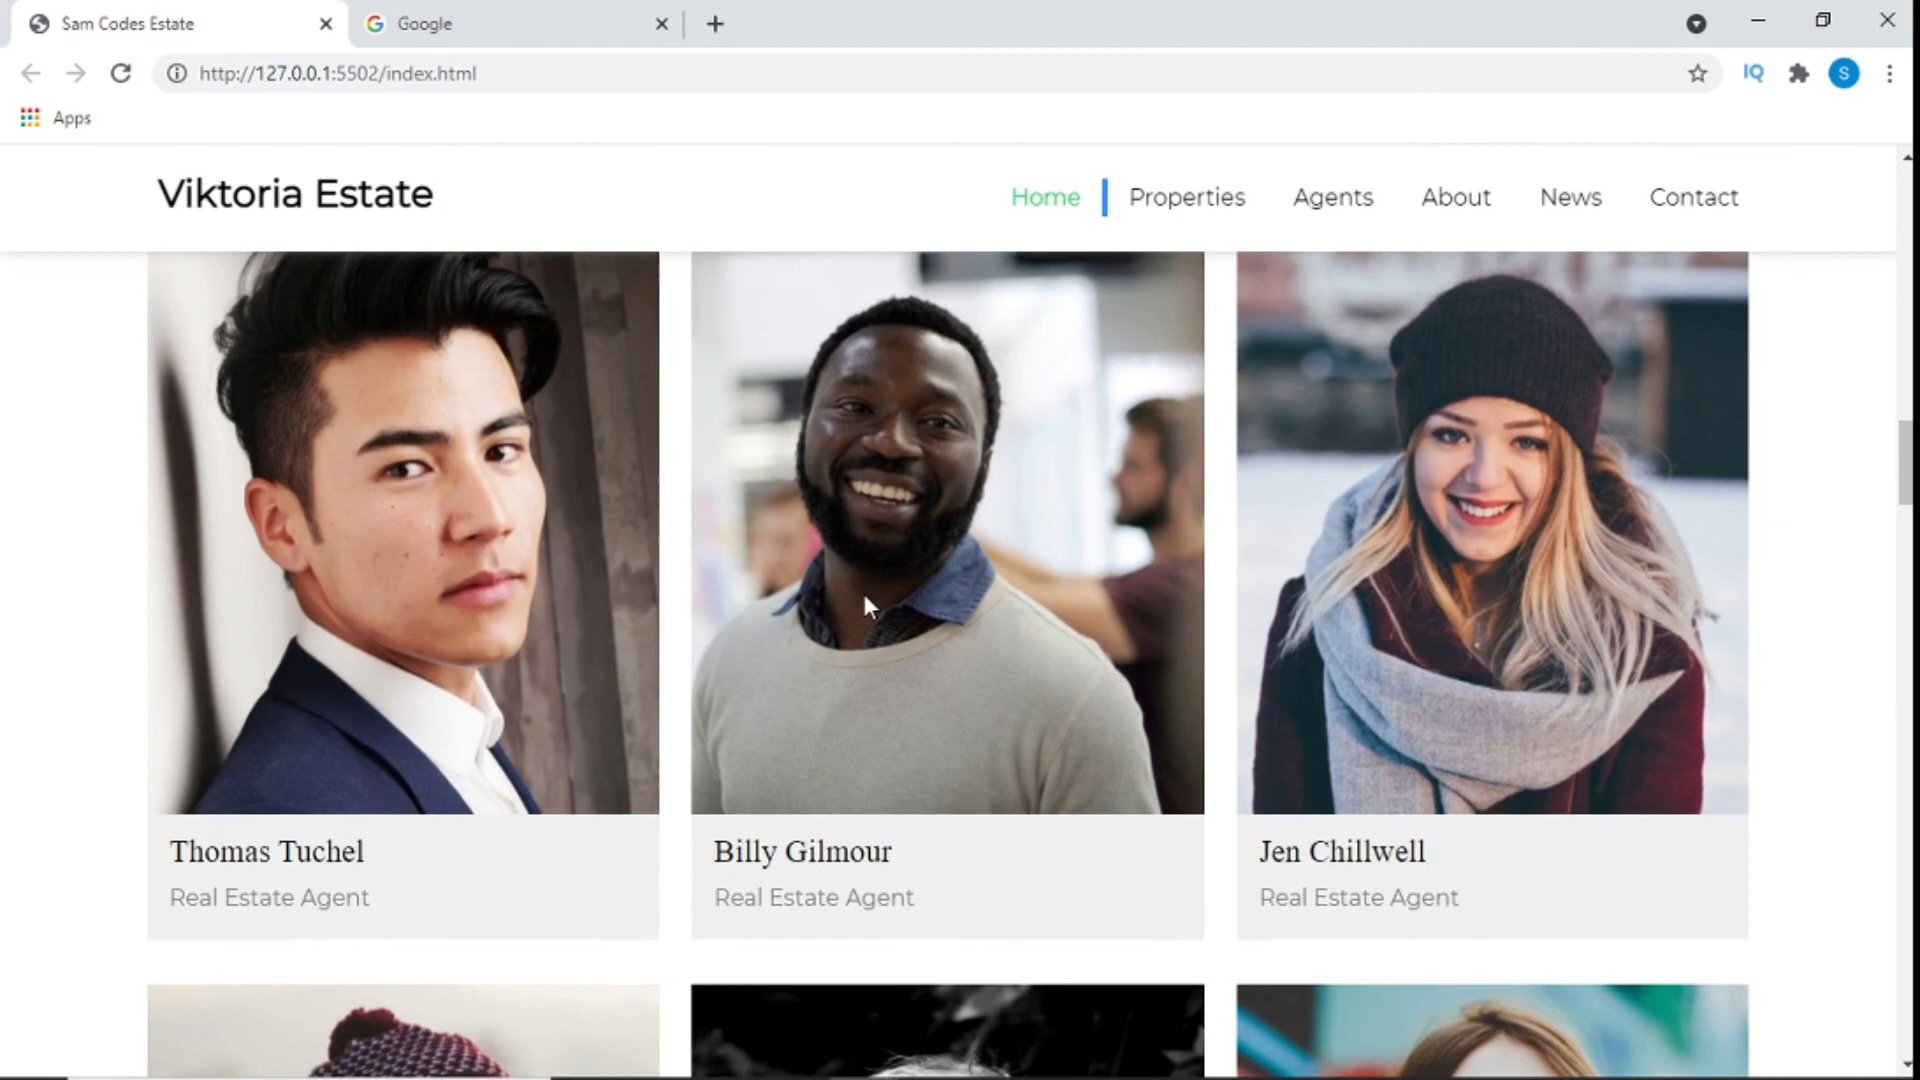 Sam Codes Estate
Google
http://127.0.0.1:5502/index.html
IQ
S
Apps
Viktoria Estate
Home Properties Agents About News Contact
Thomas Tuchel
Real Estate Agent
Billy Gilmour
Real Estate Agent
Jen Chillwell
Real Estate Agent